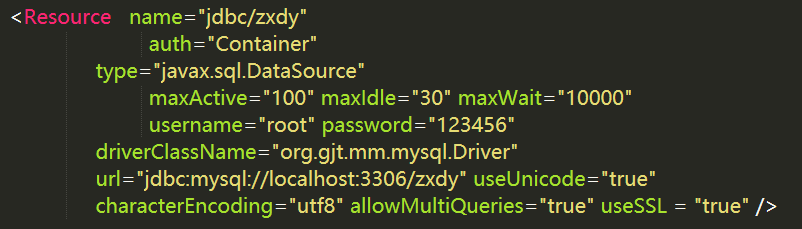 <Resource name="jdbc/zxdy"
auth="Container"
type="javax.sql.DataSource"
maxActive="100" maxIdle="30" maxWait="10000"
username="root" password="123456"
driverClassName="org.gjt.mm.mysql.Driver"
url="jdbc:mysql://localhost:3306/zxdy" useUnicode="true"
characterEncoding="utf8" allowMultiQueries="true" useSSL = "true" />